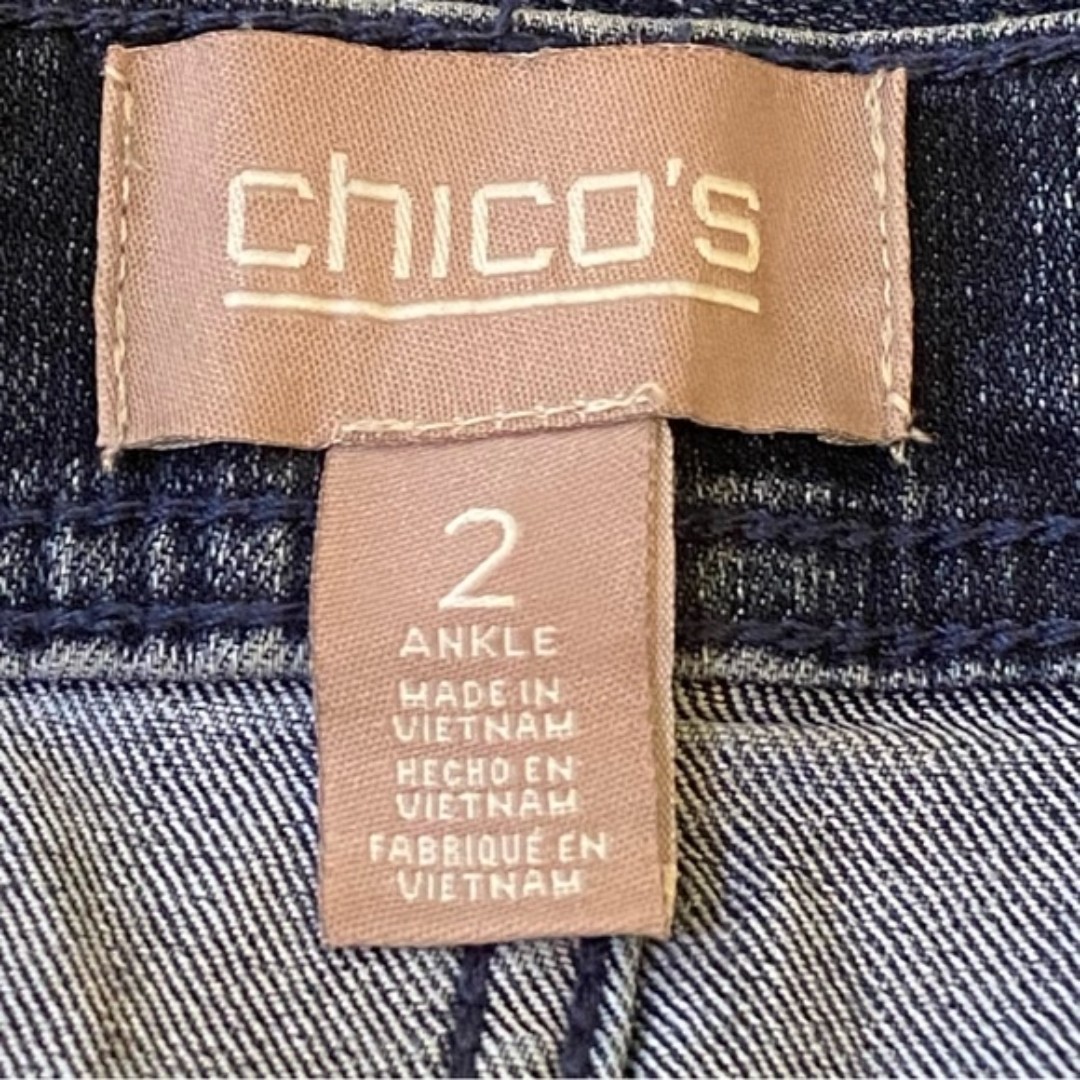 chico's
2
ANKLE
MADE IN
VIETNAM
HECHO EN
VIETNAM
FABRIQUÉ EN
VIETNAM